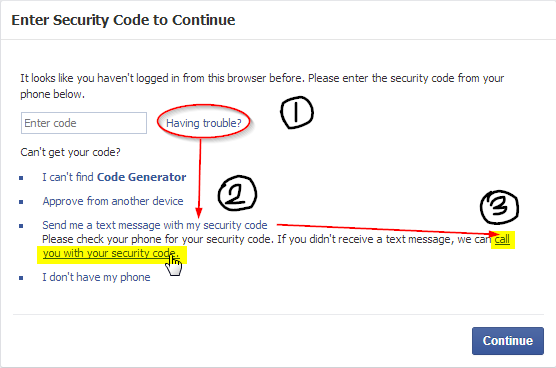 Enter Security Code to Continue
It looks like you haven't logged in from this browser before. Please enter the security code from your
phone below.
Enter code Having trouble? 1
Can't get your code?
I can't find Code Generator
2
Approve from another device
3
Send me a text message with my security code
Please check your phone for your security code. If you didn't receive a text message, we can call
you with your security code.
I don't have my phone
Continue